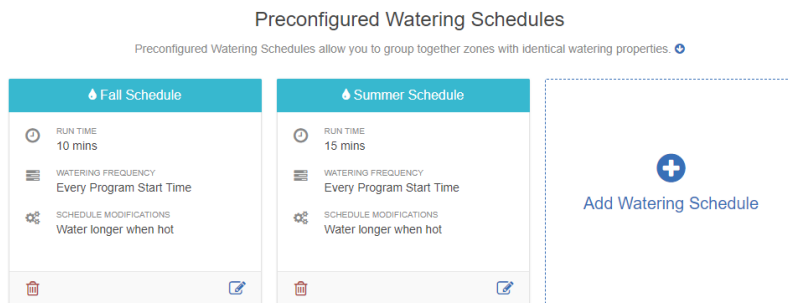 Preconfigured Watering Schedules
Preconfigured Watering Schedules allow you to group together zones with identical watering properties.
Fall Schedule
RUN TIME
10 mins
WATERING FREQUENCY
Every Program Start Time
SCHEDULE MODIFICATIONS
Water longer when hot
Summer Schedule
RUN TIME
15 mins
WATERING FREQUENCY
Every Program Start Time
SCHEDULE MODIFICATIONS
Water longer when hot
Add Watering Schedule